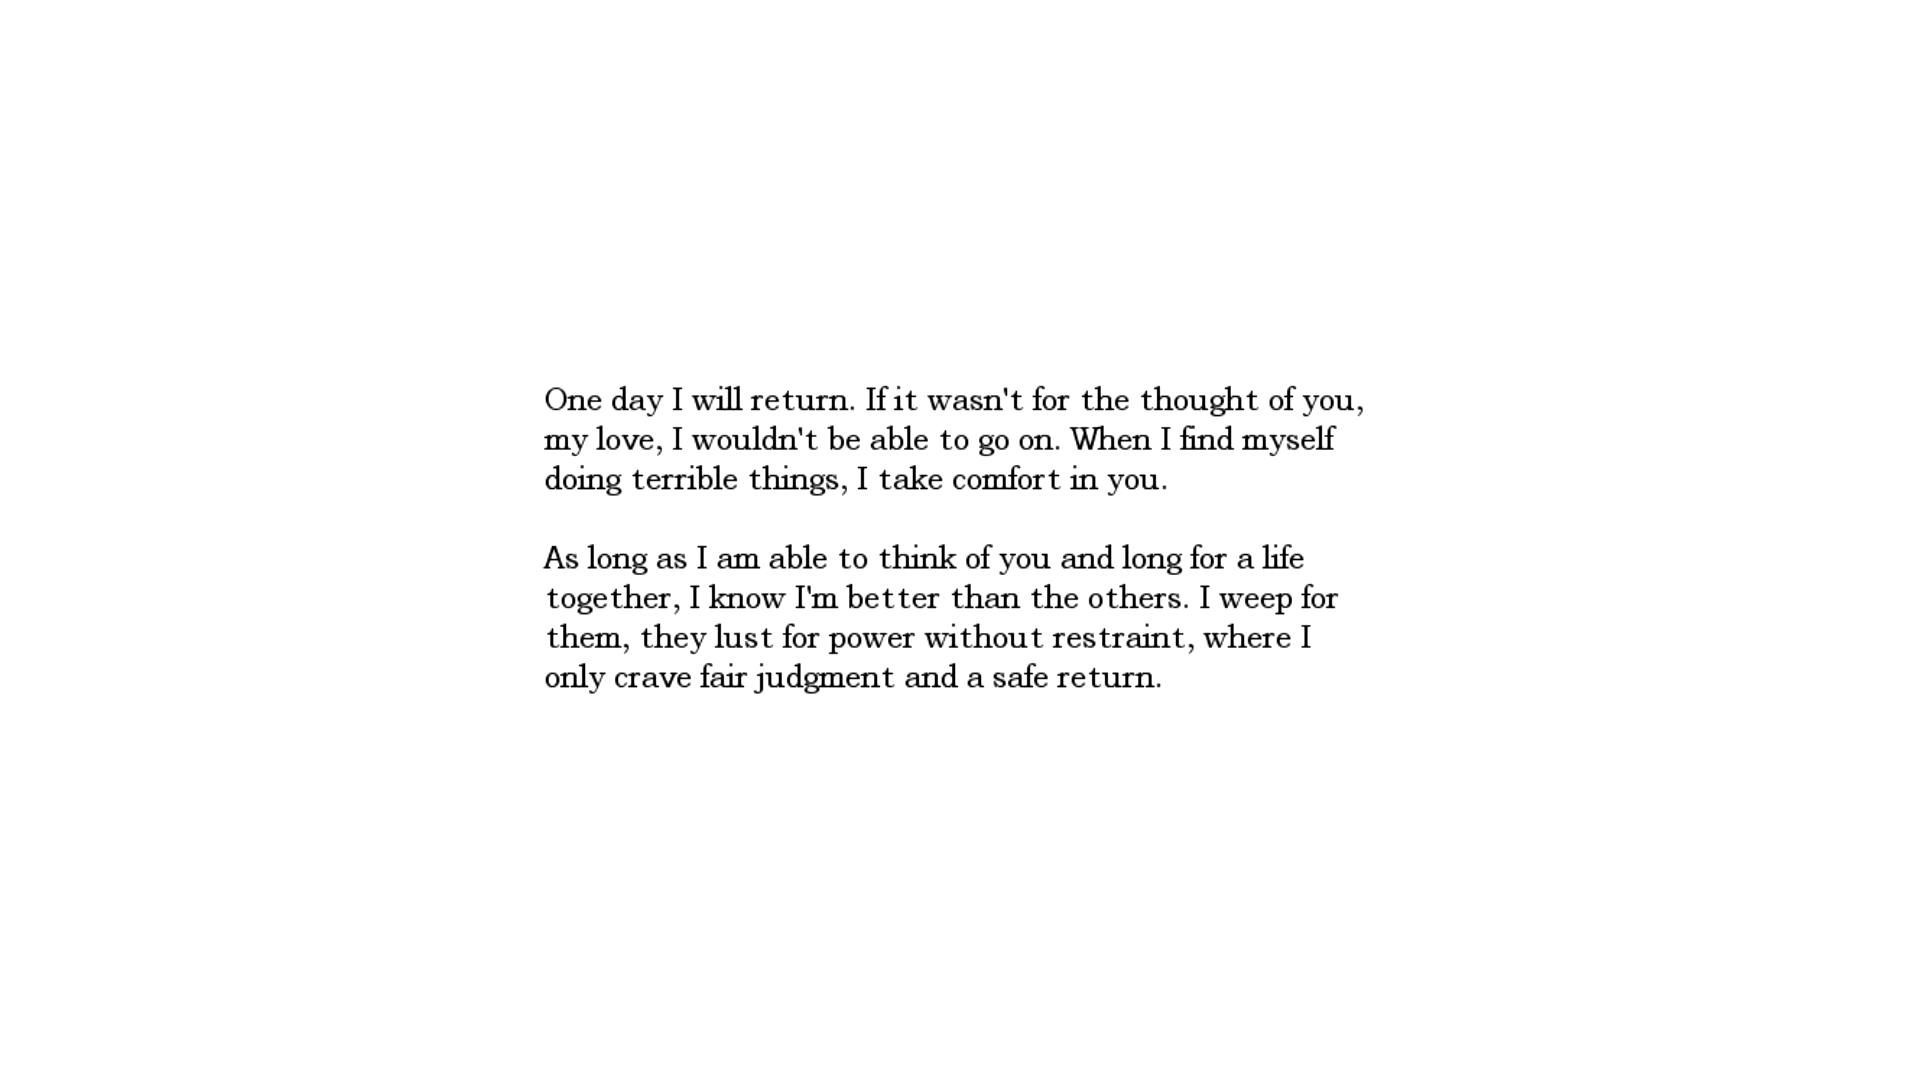 One day I will return. If it wasn't for the thought of you,
my love, I wouldn't be able to go on. When I find myself
doing terrible things, I take comfort in you.
As long as I am able to think of you and long for a life
together, I know I'm better than the others. I weep for
them, they lust for power without restraint, where I
only crave fair judgment and a safe return.